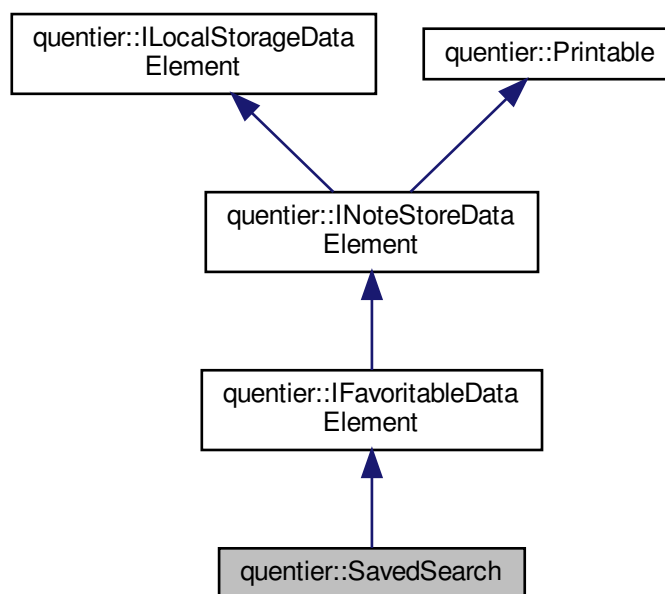 quentier::ILocalStorageData
Element
quentier::Printable
quentier::INoteStoreData
Element
quentier::IFavoritableData
Element
quentier::SavedSearch